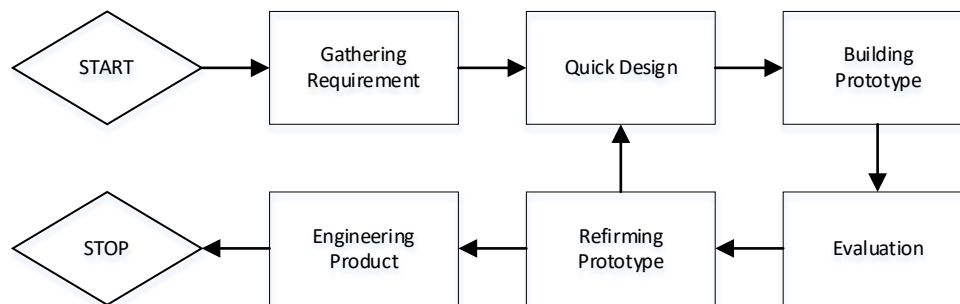 START
Gathering
Requirement
Quick Design
Building
Prototype
STOP
Engineering
Product
Refirming
Prototype
Evaluation